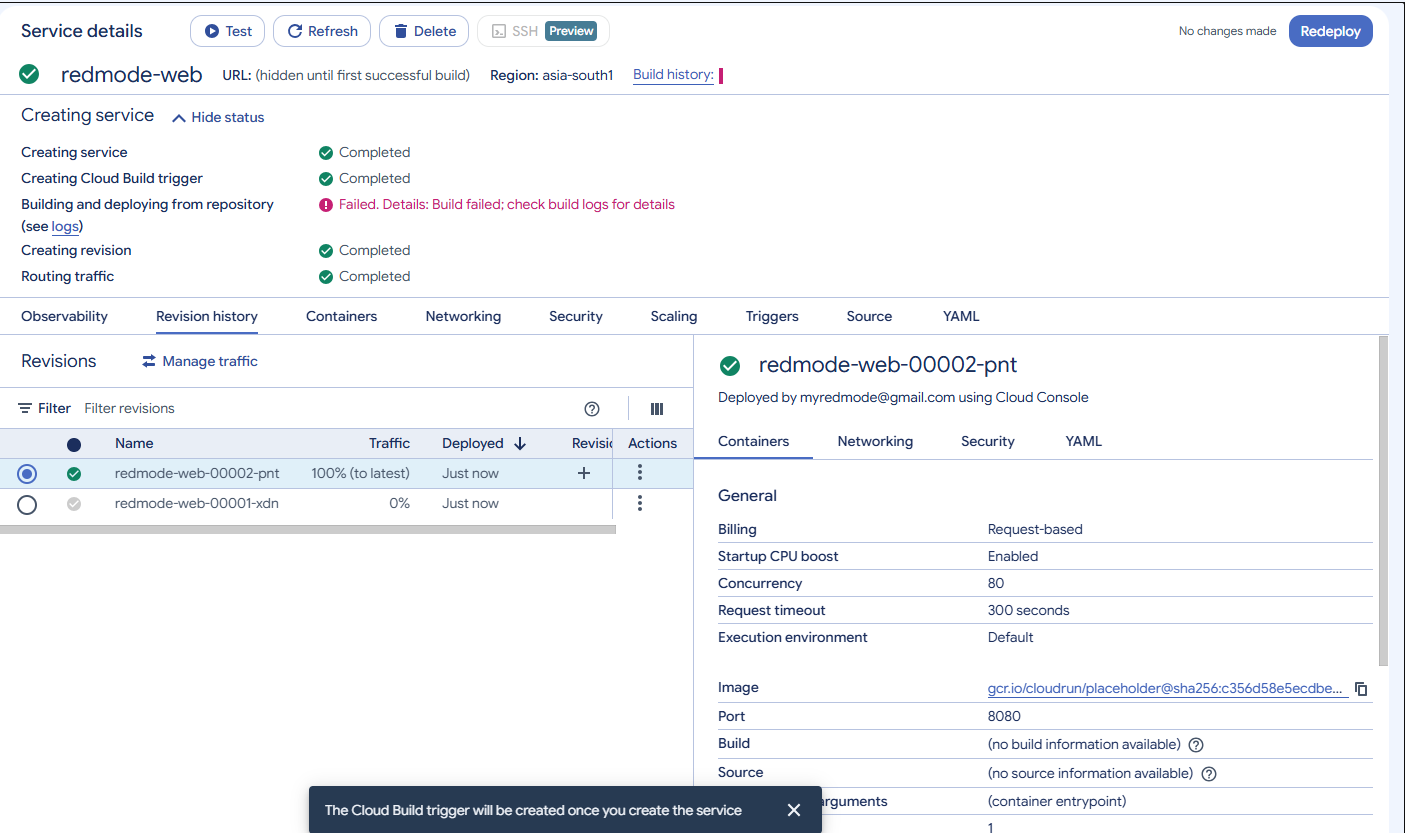 Service details Test Refresh Delete SSH Preview No changes made Redeploy
redmode-web URL: (hidden until first successful build) Region: asia-south1 Build history:
Creating service Hide status
Creating service Completed
Creating Cloud Build trigger Completed
Building and deploying from repository Failed. Details: Build failed; check build logs for details
(see logs)
Creating revision Completed
Routing traffic Completed
Observability Revision history Containers Networking Security Scaling Triggers Source YAML
Revisions Manage traffic
Filter Filter revisions
Name Traffic Deployed Revisi Actions
redmode-web-00002-pnt 100% (to latest) Just now
redmode-web-00001-xdn 0% Just now
redmode-web-00002-pnt
Deployed by myredmode@gmail.com using Cloud Console
Containers Networking Security YAML
General
Billing Request-based
Startup CPU boost Enabled
Concurrency 80
Request timeout 300 seconds
Execution environment Default
Image gcr.io/cloudrun/placeholder@sha256:c356d58e5ecdbe...
Port 8080
Build (no build information available)
Source (no source information available)
rguments (container entrypoint)
1
The Cloud Build trigger will be created once you create the service